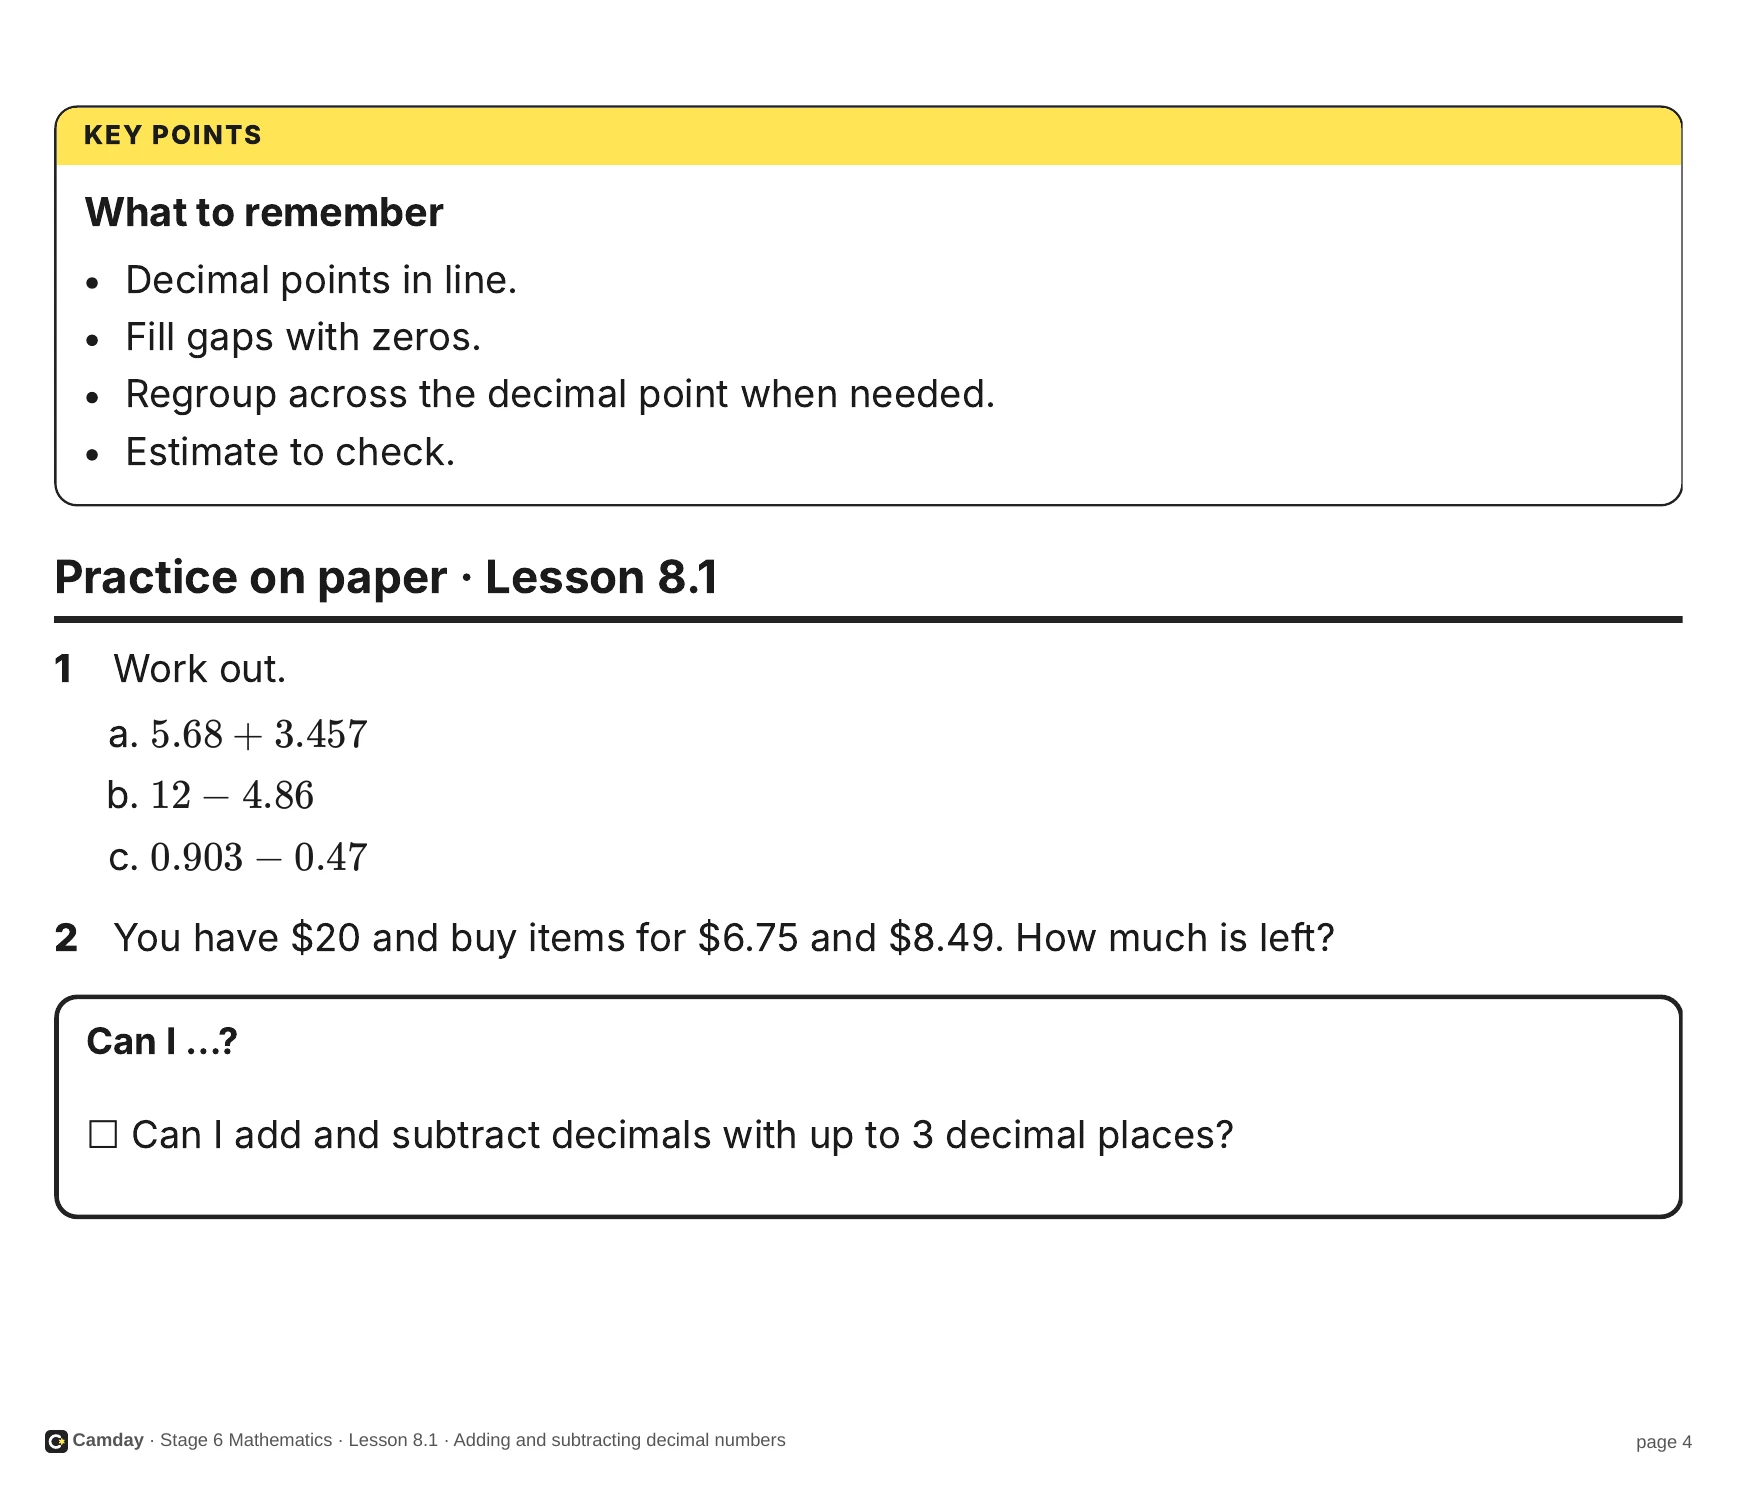 KEY POINTS
What to remember
• Decimal points in line.
• Fill gaps with zeros.
• Regroup across the decimal point when needed.
• Estimate to check.
Practice on paper · Lesson 8.1
1 Work out.
a. 5.68 + 3.457
b. 12 − 4.86
c. 0.903 − 0.47
2 You have $20 and buy items for $6.75 and $8.49. How much is left?
Can I …?
☐ Can I add and subtract decimals with up to 3 decimal places?
Camday · Stage 6 Mathematics · Lesson 8.1 · Adding and subtracting decimal numbers page 4